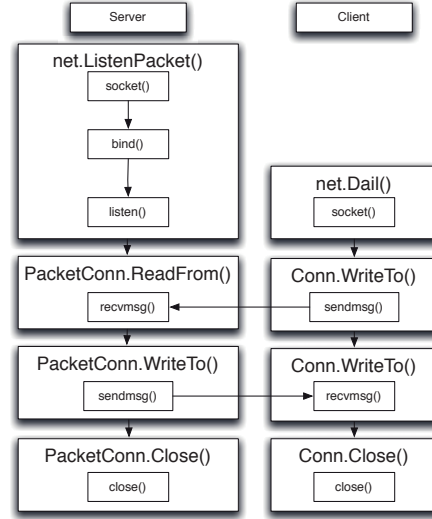 Server
Client
net.ListenPacket()
socket()
bind()
listen()
net.Dail()
socket()
PacketConn.ReadFrom()
recvmsg()
Conn.WriteTo()
sendmsg()
PacketConn.WriteTo()
sendmsg()
Conn.WriteTo()
recvmsg()
PacketConn.Close()
close()
Conn.Close()
close()